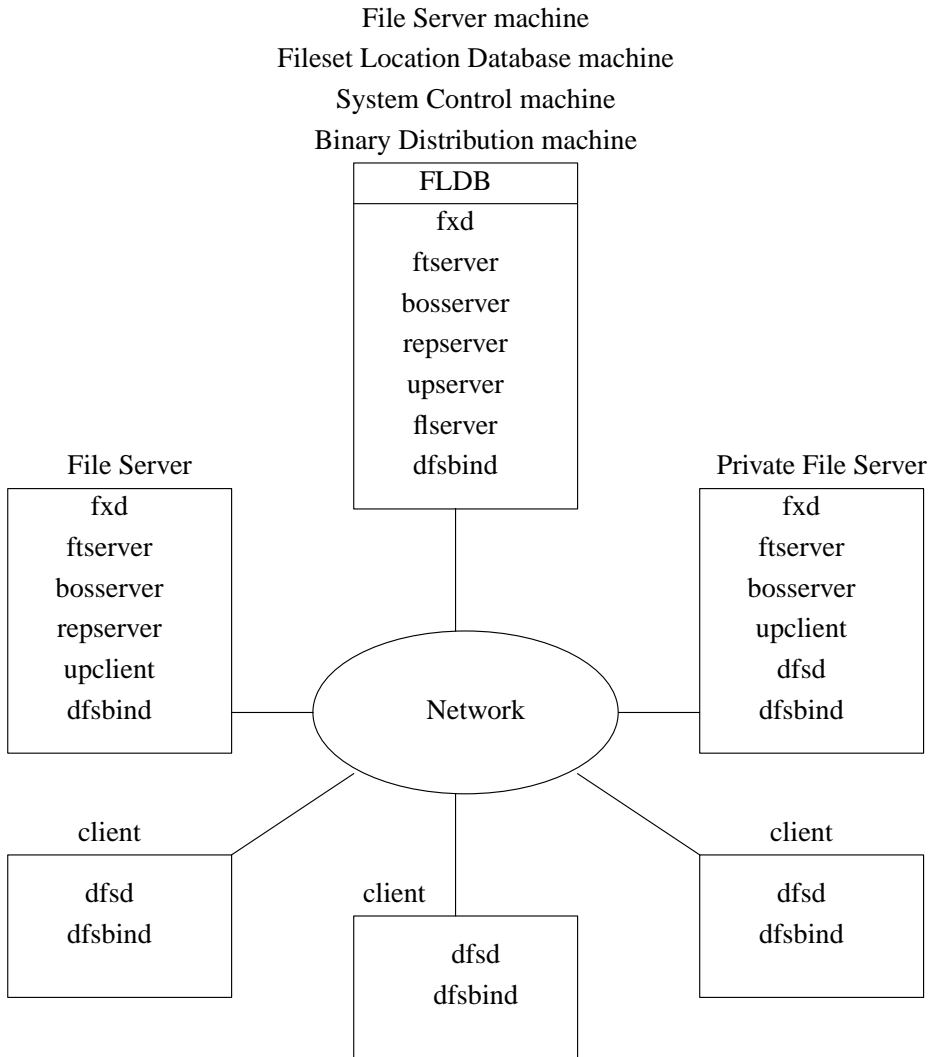 File Server machine
Fileset Location Database machine
System Control machine
Binary Distribution machine
FLDB
fxd
ftserver
bosserver
repserver
upserver
flserver
dfsbind
File Server
fxd
ftserver
bosserver
repserver
upclient
dfsbind
Private File Server
fxd
ftserver
bosserver
upclient
dfsd
dfsbind
Network
client
dfsd
dfsbind
client
dfsd
dfsbind
client
dfsd
dfsbind